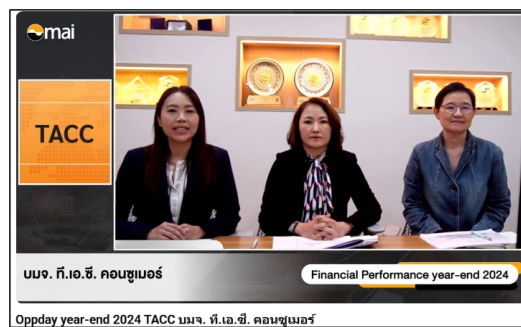 mai
TACC
บมจ. ที.เอ.ซี. คอนซูเมอร์
Financial Performance year-end 2024
Oppday year-end 2024 TACC บมจ. ที.เอ.ซี. คอนซูเมอร์